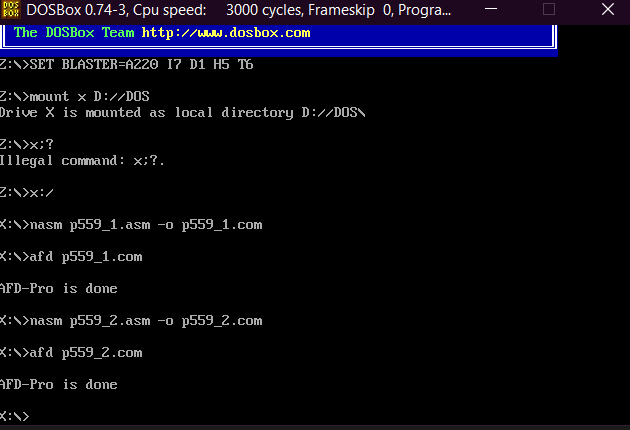 DOS BOX DOSBox 0.74-3, Cpu speed: 3000 cycles, Frameskip 0, Progra...
The DOSBox Team http://www.dosbox.com
Z:\>SET BLASTER=A220 I7 D1 H5 T6
Z:\>mount x D://DOS
Drive X is mounted as local directory D://DOS\
Z:\>x;?
Illegal command: x;?.
Z:\>x:/
X:\>nasm p559_1.asm -o p559_1.com
X:\>afd p559_1.com
AFD-Pro is done
X:\>nasm p559_2.asm -o p559_2.com
X:\>afd p559_2.com
AFD-Pro is done
X:\>